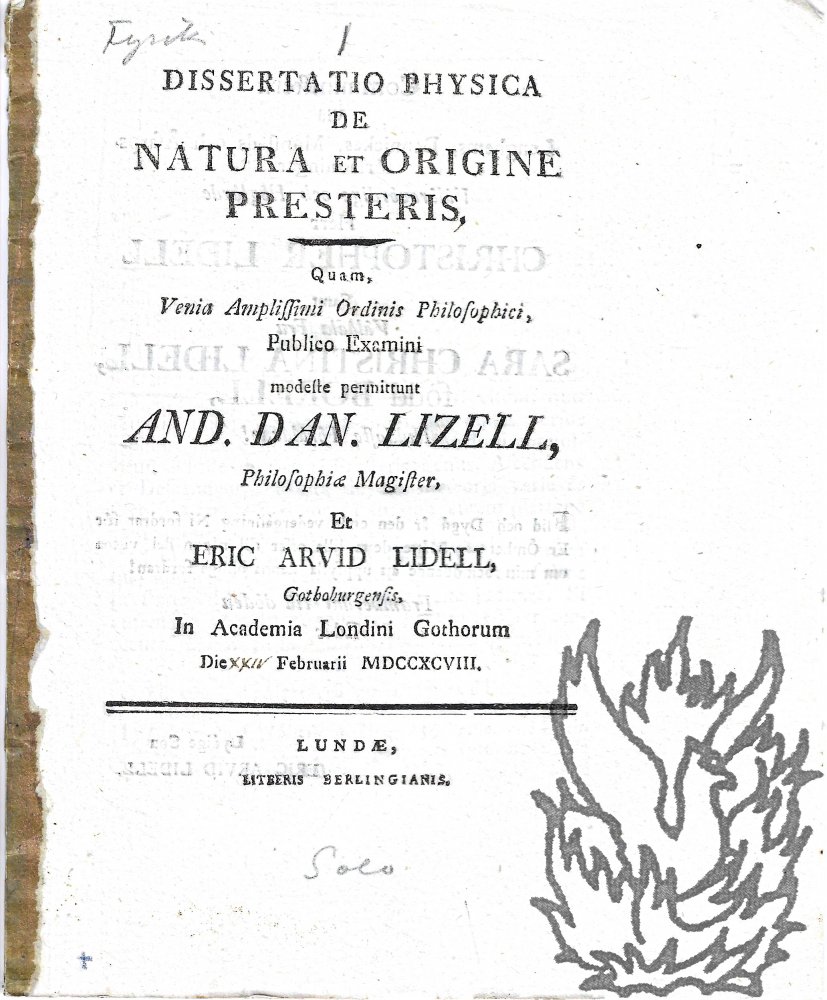 Fysik
1
DISSERTATIO PHYSICA
DE
NATURA ET ORIGINE
PRESTERIS,
Quam,
Venia Ampliſſimi Ordinis Philoſophici,
Publico Examini
modeſte permittunt
AND. DAN. LIZELL,
Philoſophiæ Magiſter,
Et
ERIC ARVID LIDELL,
Gothoburgenſis,
In Academia Londini Gothorum
Die XXIV Februarii MDCCXCVIII.
LUNDÆ,
LITTERIS BERLINGIANIS.
Solo